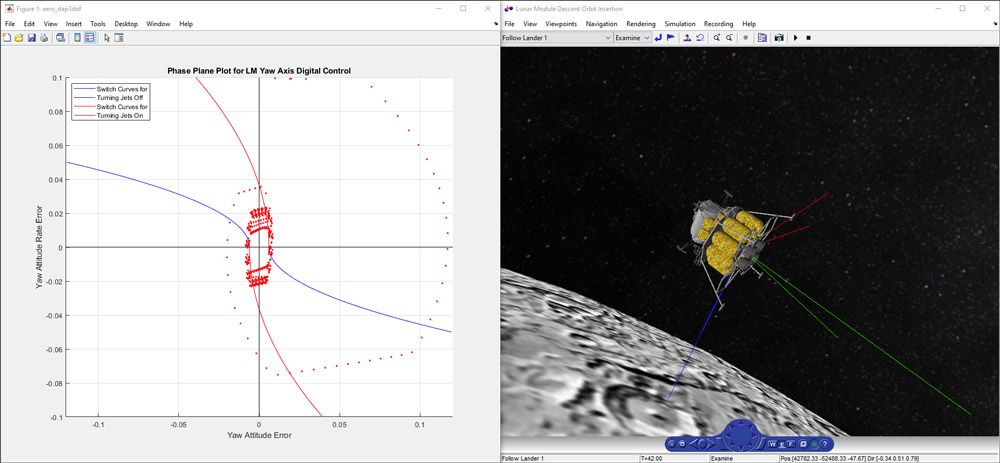 Figure 1: aero_dap3dof
File Edit View Insert Tools Desktop Window Help
Phase Plane Plot for LM Yaw Axis Digital Control
Switch Curves for
Turning Jets Off
Switch Curves for
Turning Jets On
0.1
0.08
0.06
0.04
0.02
0
-0.02
-0.04
-0.06
-0.08
-0.1
Yaw Attitude Rate Error
-0.1 -0.05 0 0.05 0.1
Yaw Attitude Error
Lunar Module Descent Orbit Insertion
File View Viewpoints Navigation Rendering Simulation Recording Help
Follow Lander 1 Examine
W E F
?
Follow Lander 1 T=42.00 Examine Pos:[42782.33 -52488.33 -47.67] Dir:[-0.34 0.51 0.79]